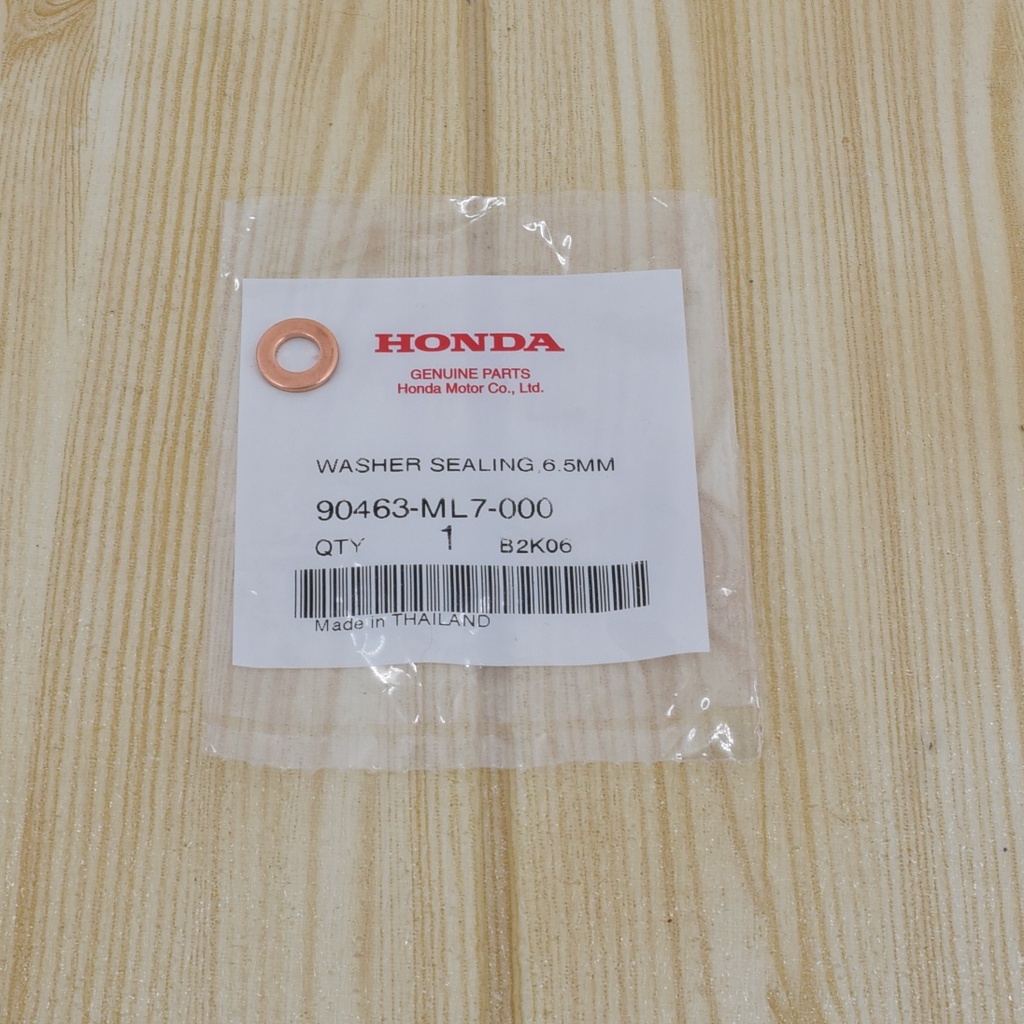 HONDA
GENUINE PARTS
Honda Motor Co., Ltd.
WASHER SEALING,6.5MM
90463-ML7-000
QTY 1 B2K06
Made in THAILAND